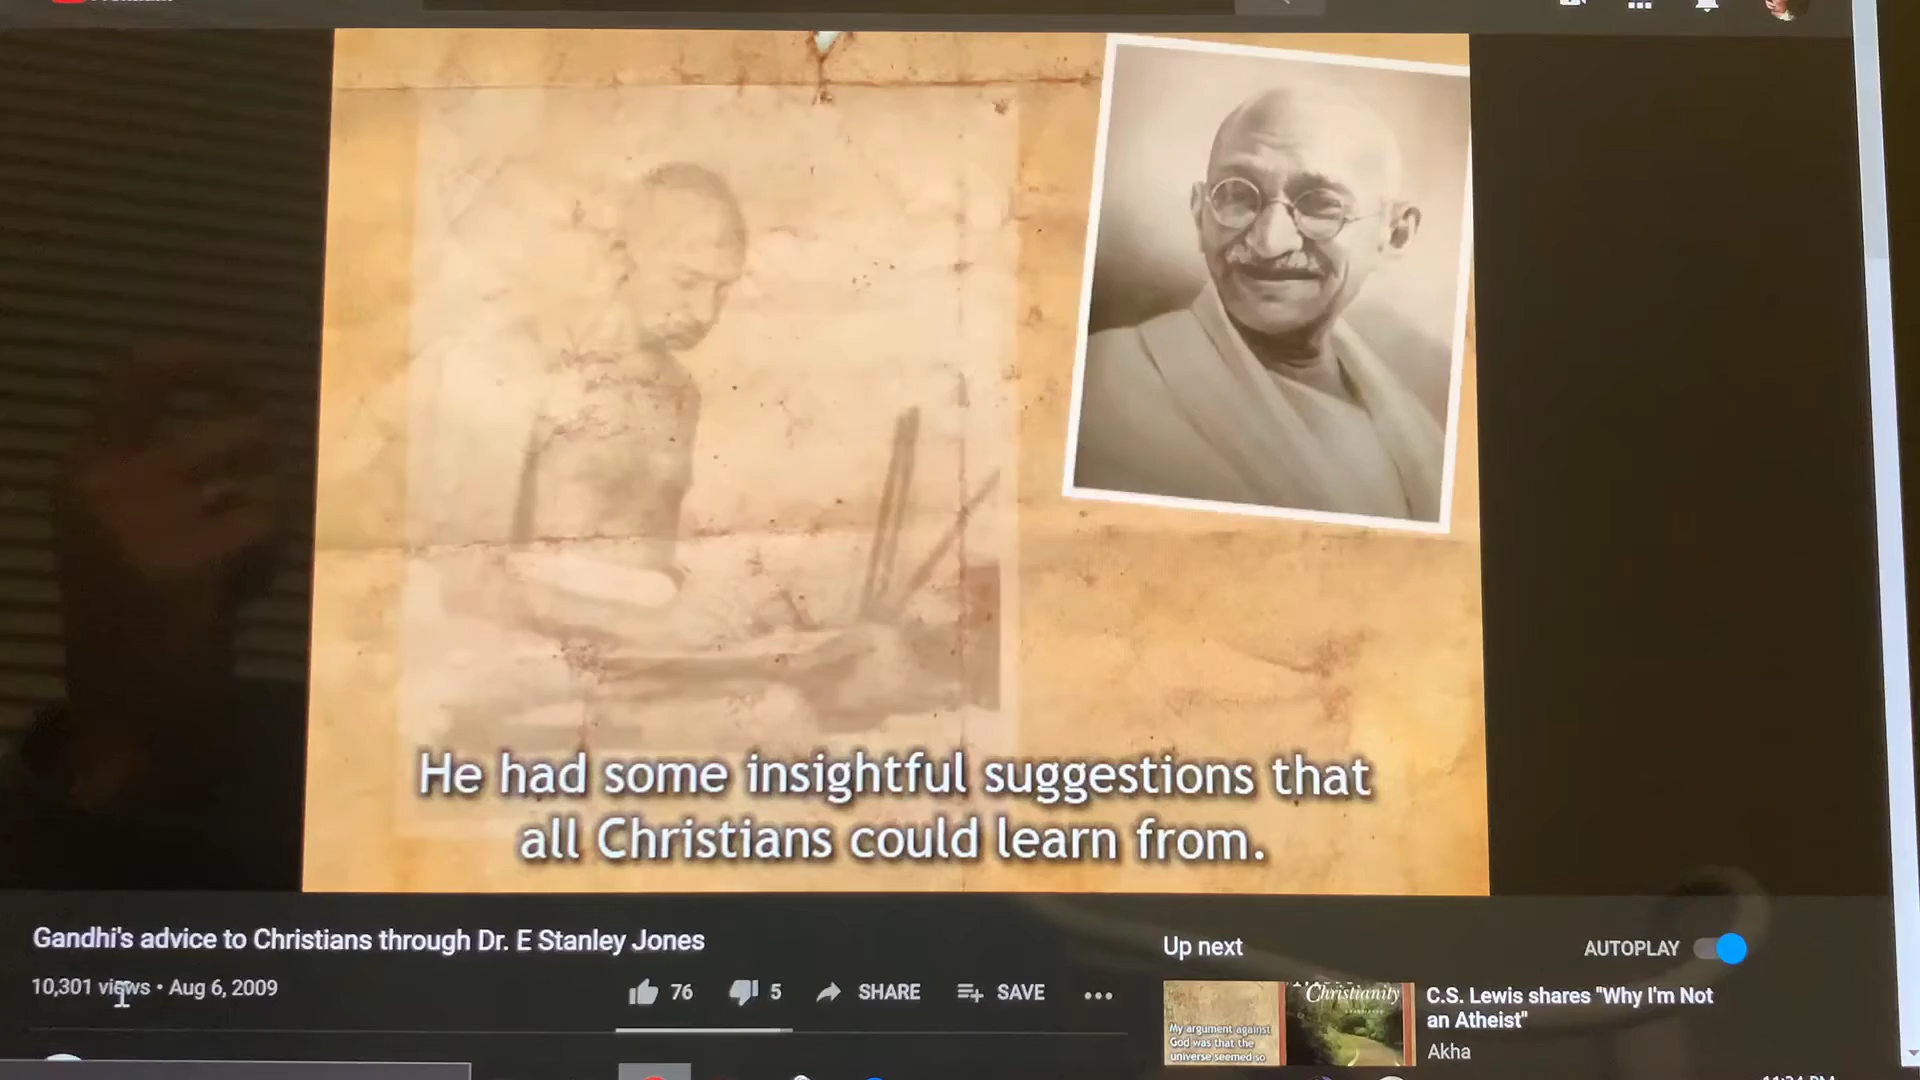 He had some insightful suggestions that
all Christians could learn from.
Gandhi's advice to Christians through Dr. E Stanley Jones
10,301 views • Aug 6, 2009
76
5
SHARE
SAVE
Up next
AUTOPLAY
Christianity
My argument against
God was that the
universe seemed so
C.S. Lewis shares "Why I'm Not
an Atheist"
Akha